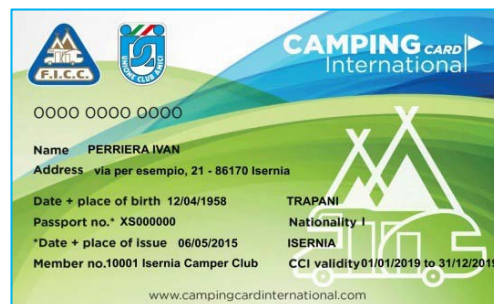 CAMPING CARD
International
F.I.C.C.
UNIONE CLUB AMICI
0000 0000 0000
Name PERRIERA IVAN
Address via per esempio, 21 - 86170 Isernia
Date + place of birth 12/04/1958 TRAPANI
Passport no.* XS000000 Nationality I
*Date + place of issue 06/05/2015 ISERNIA
Member no.10001 Isernia Camper Club CCI validity01/01/2019 to 31/12/2019
www.campingcardinternational.com